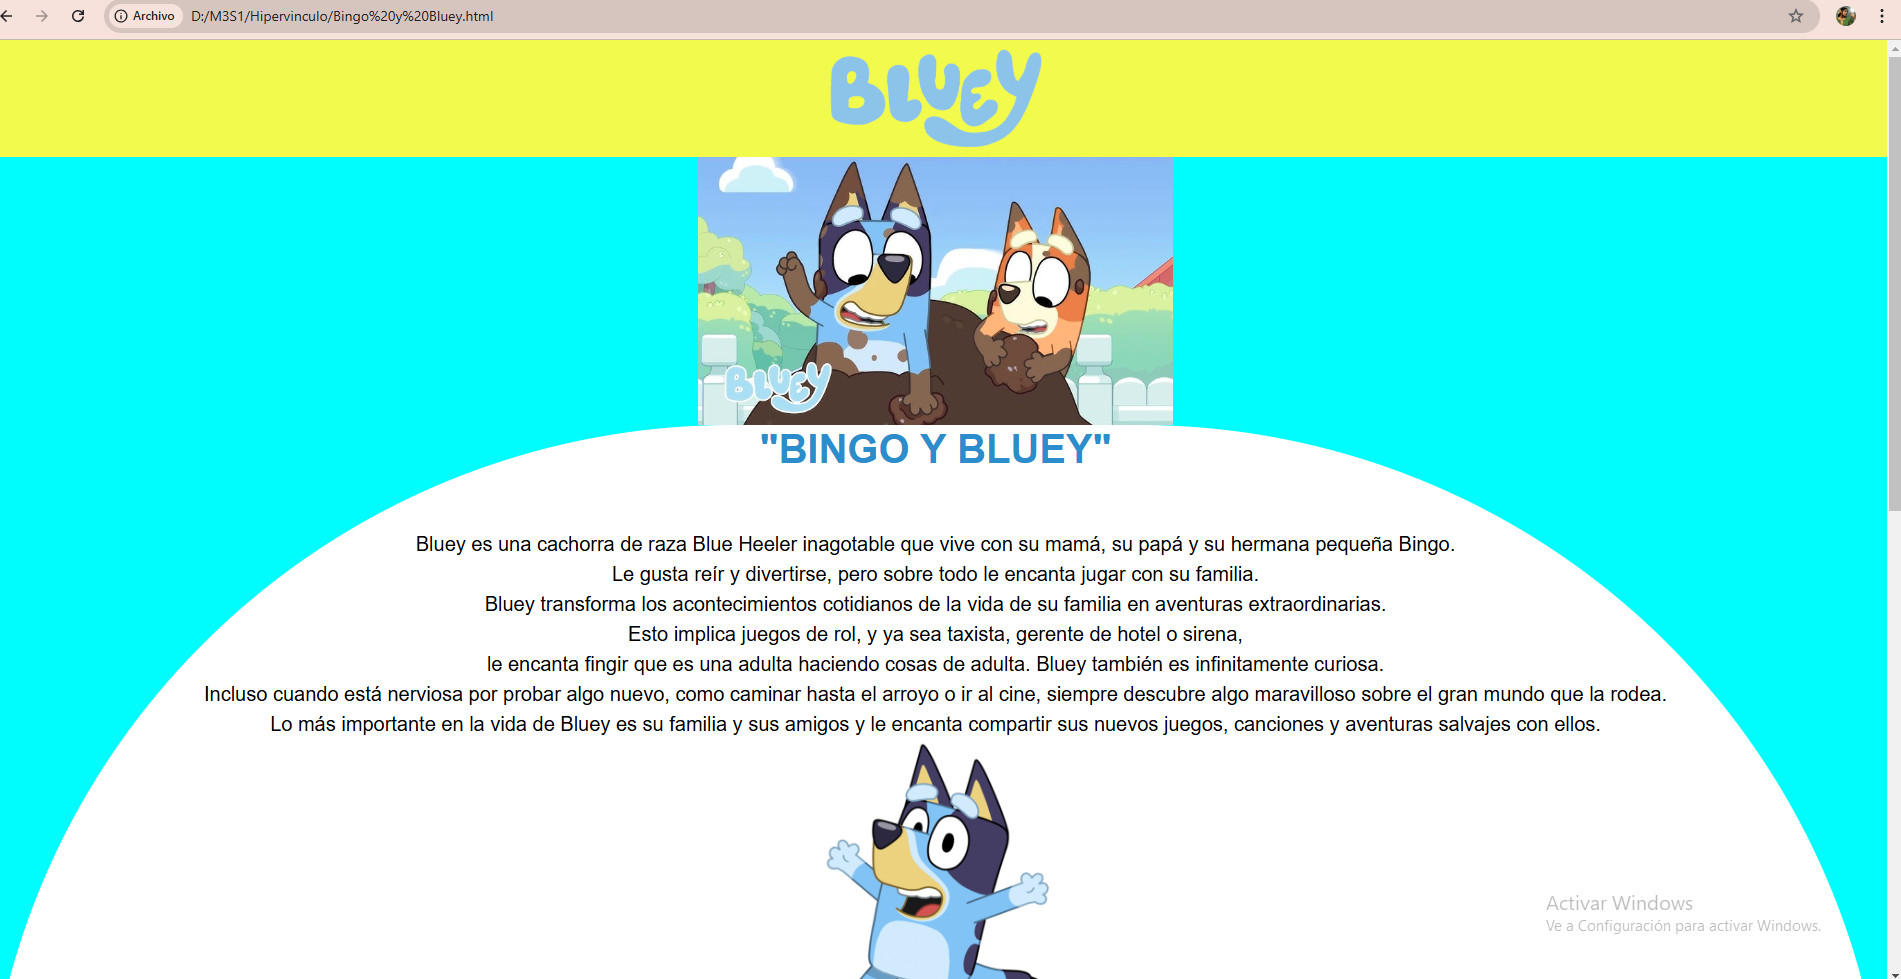 Archivo D:/M3S1/Hipervinculo/Bingo%20y%20Bluey.html
BLUEY
BLUEY
"BINGO Y BLUEY"
Bluey es una cachorra de raza Blue Heeler inagotable que vive con su mamá, su papá y su hermana pequeña Bingo.
Le gusta reír y divertirse, pero sobre todo le encanta jugar con su familia.
Bluey transforma los acontecimientos cotidianos de la vida de su familia en aventuras extraordinarias.
Esto implica juegos de rol, y ya sea taxista, gerente de hotel o sirena,
le encanta fingir que es una adulta haciendo cosas de adulta. Bluey también es infinitamente curiosa.
Incluso cuando está nerviosa por probar algo nuevo, como caminar hasta el arroyo o ir al cine, siempre descubre algo maravilloso sobre el gran mundo que la rodea.
Lo más importante en la vida de Bluey es su familia y sus amigos y le encanta compartir sus nuevos juegos, canciones y aventuras salvajes con ellos.
Activar Windows
Ve a Configuración para activar Windows.